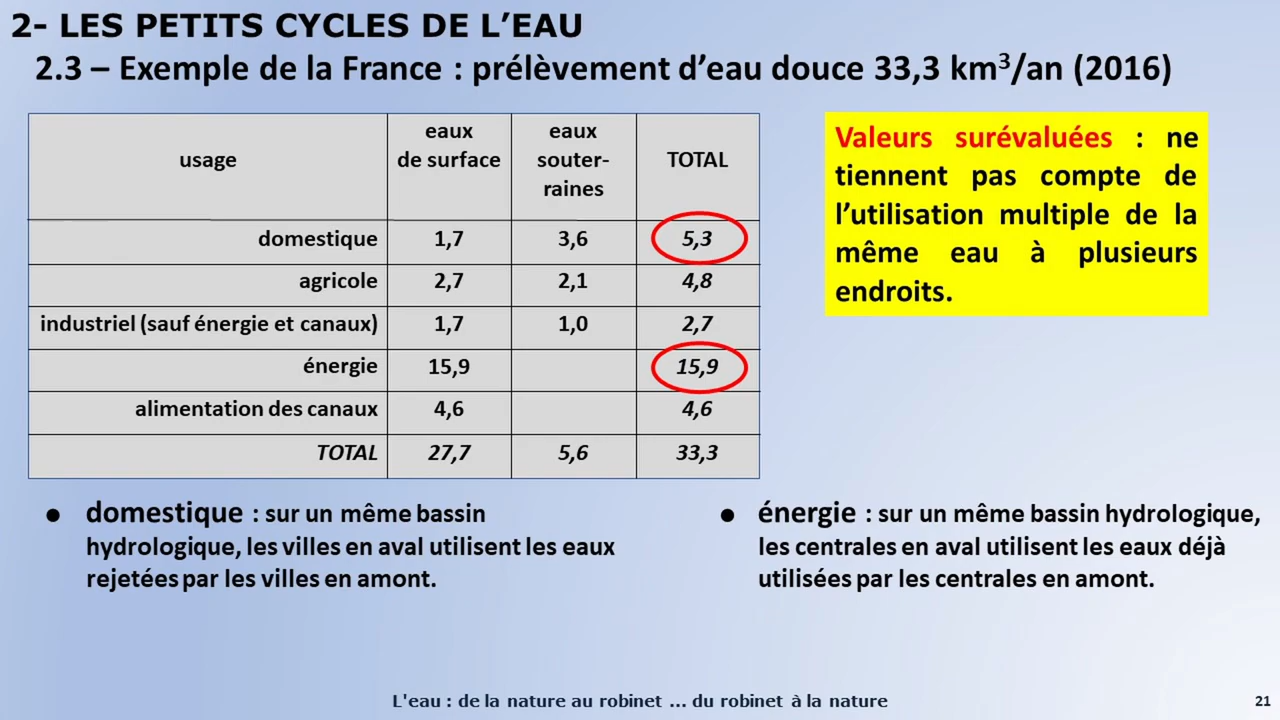 2- LES PETITS CYCLES DE L’EAU
2.3 – Exemple de la France : prélèvement d’eau douce 33,3 km³/an (2016)
usage
eaux
de surface
eaux
souter-
raines
TOTAL
domestique 1,7 3,6 5,3
agricole 2,7 2,1 4,8
industriel (sauf énergie et canaux) 1,7 1,0 2,7
énergie 15,9 15,9
alimentation des canaux 4,6 4,6
TOTAL 27,7 5,6 33,3
Valeurs surévaluées : ne
tiennent pas compte de
l’utilisation multiple de la
même eau à plusieurs
endroits.
● domestique : sur un même bassin
hydrologique, les villes en aval utilisent les eaux
rejetées par les villes en amont.
● énergie : sur un même bassin hydrologique,
les centrales en aval utilisent les eaux déjà
utilisées par les centrales en amont.
L'eau : de la nature au robinet ... du robinet à la nature
21